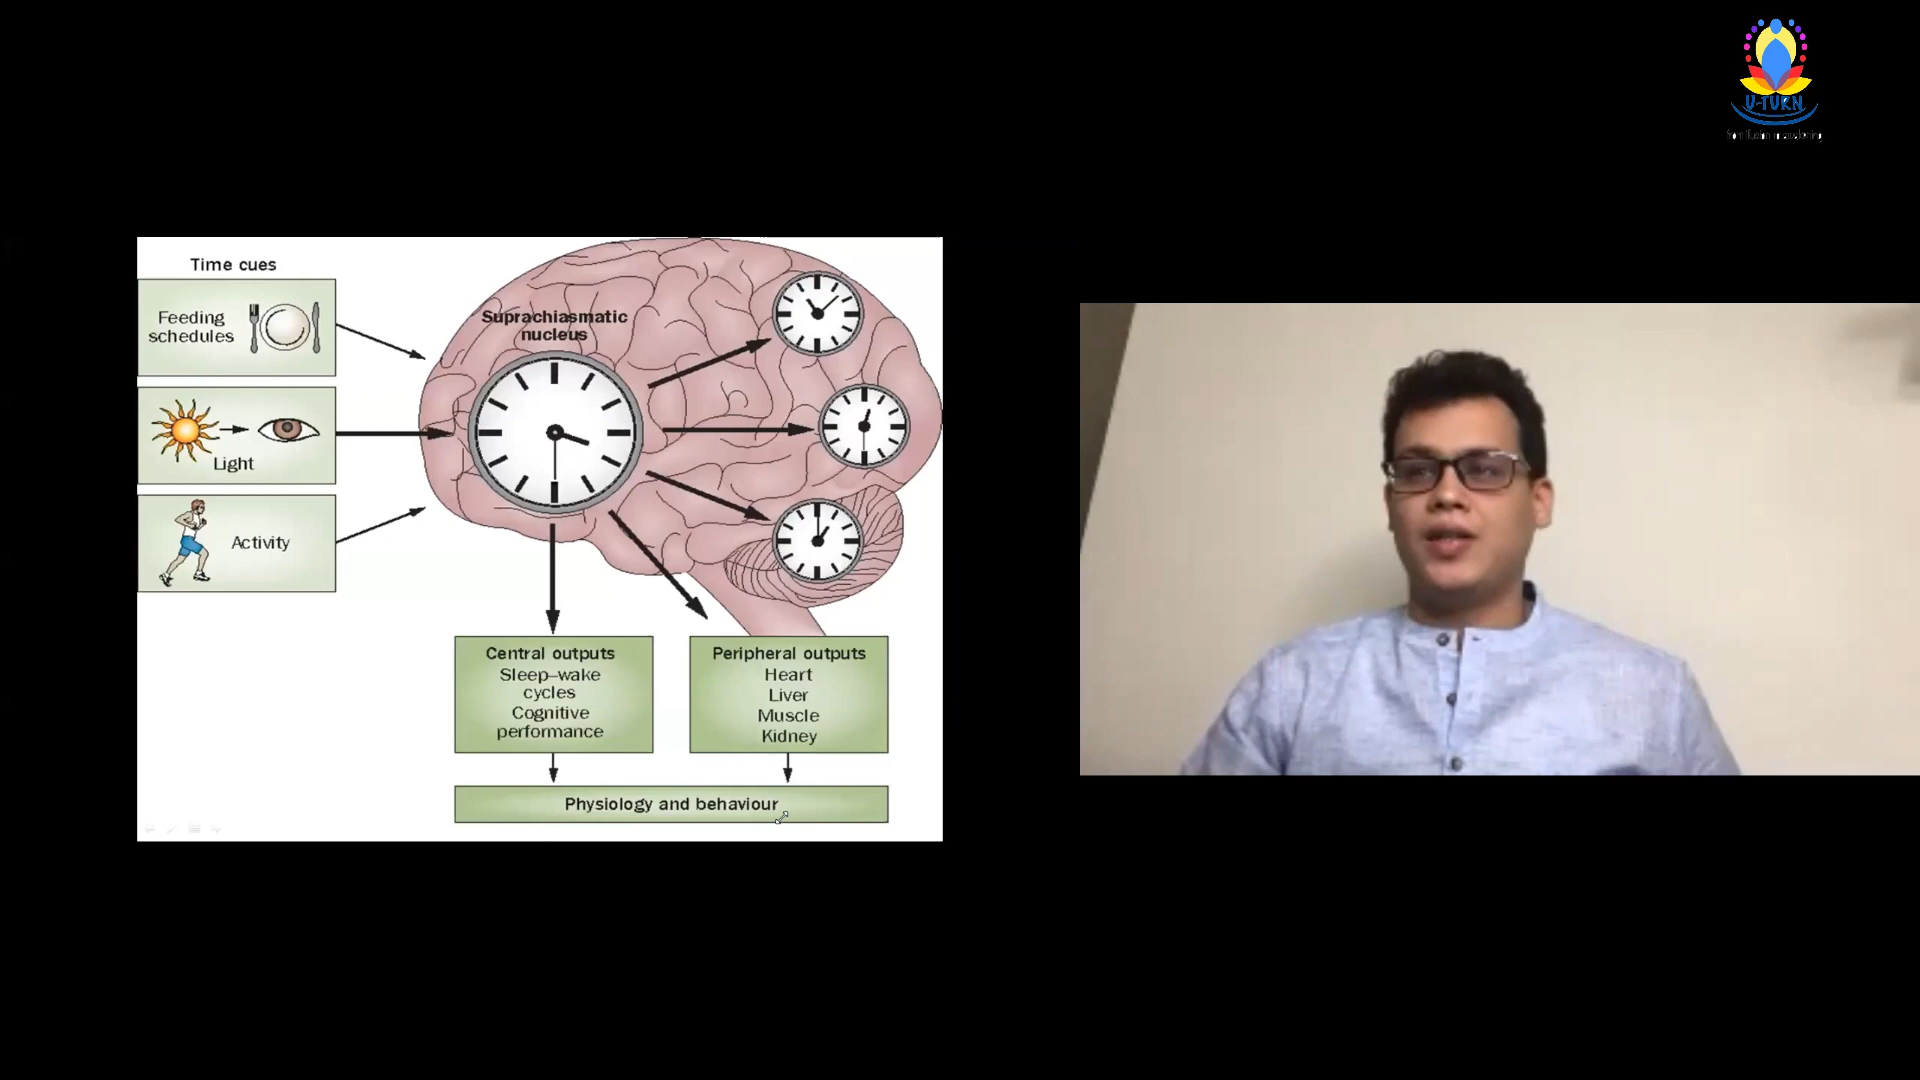 U-TURN
Time cues
Feeding
schedules
Light
Activity
Suprachiasmatic
nucleus
Central outputs
Sleep–wake
cycles
Cognitive
performance
Peripheral outputs
Heart
Liver
Muscle
Kidney
Physiology and behaviour